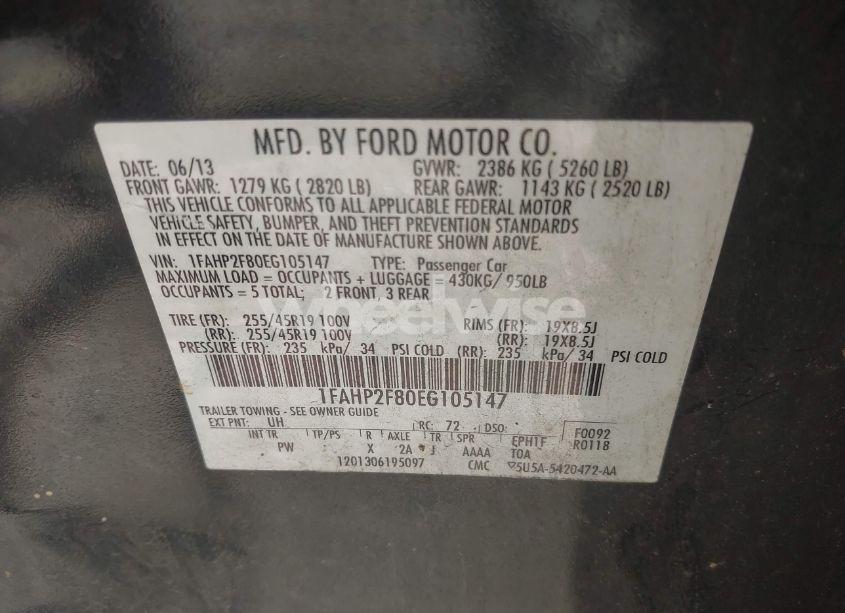 MFD. BY FORD MOTOR CO.
DATE: 06/13 GVWR: 2386 KG ( 5260 LB)
FRONT GAWR: 1279 KG ( 2820 LB) REAR GAWR: 1143 KG ( 2520 LB)
THIS VEHICLE CONFORMS TO ALL APPLICABLE FEDERAL MOTOR
VEHICLE SAFETY, BUMPER, AND THEFT PREVENTION STANDARDS
IN EFFECT ON THE DATE OF MANUFACTURE SHOWN ABOVE.
VIN: 1FAHP2F80EG105147 TYPE: Passenger Car
MAXIMUM LOAD = OCCUPANTS + LUGGAGE = 430KG/ 950LB
OCCUPANTS = 5 TOTAL; 2 FRONT, 3 REAR
Wheelwise
TIRE (FR): 255/45R19 100V RIMS (FR): 19X8.5J
(RR): 255/45R19 100V (RR): 19X8.5J
PRESSURE (FR): 235 kPa/ 34 PSI COLD (RR): 235 kPa/ 34 PSI COLD
1FAHP2F80EG105147
TRAILER TOWING - SEE OWNER GUIDE
EXT PNT: UH RC: 72 DSO: F0092
INT TR TP/PS R AXLE TR SPR EPHTF R0118
PW X 2A J AAAA TOA
1201306195097 CMC 5U5A-5420472-AA